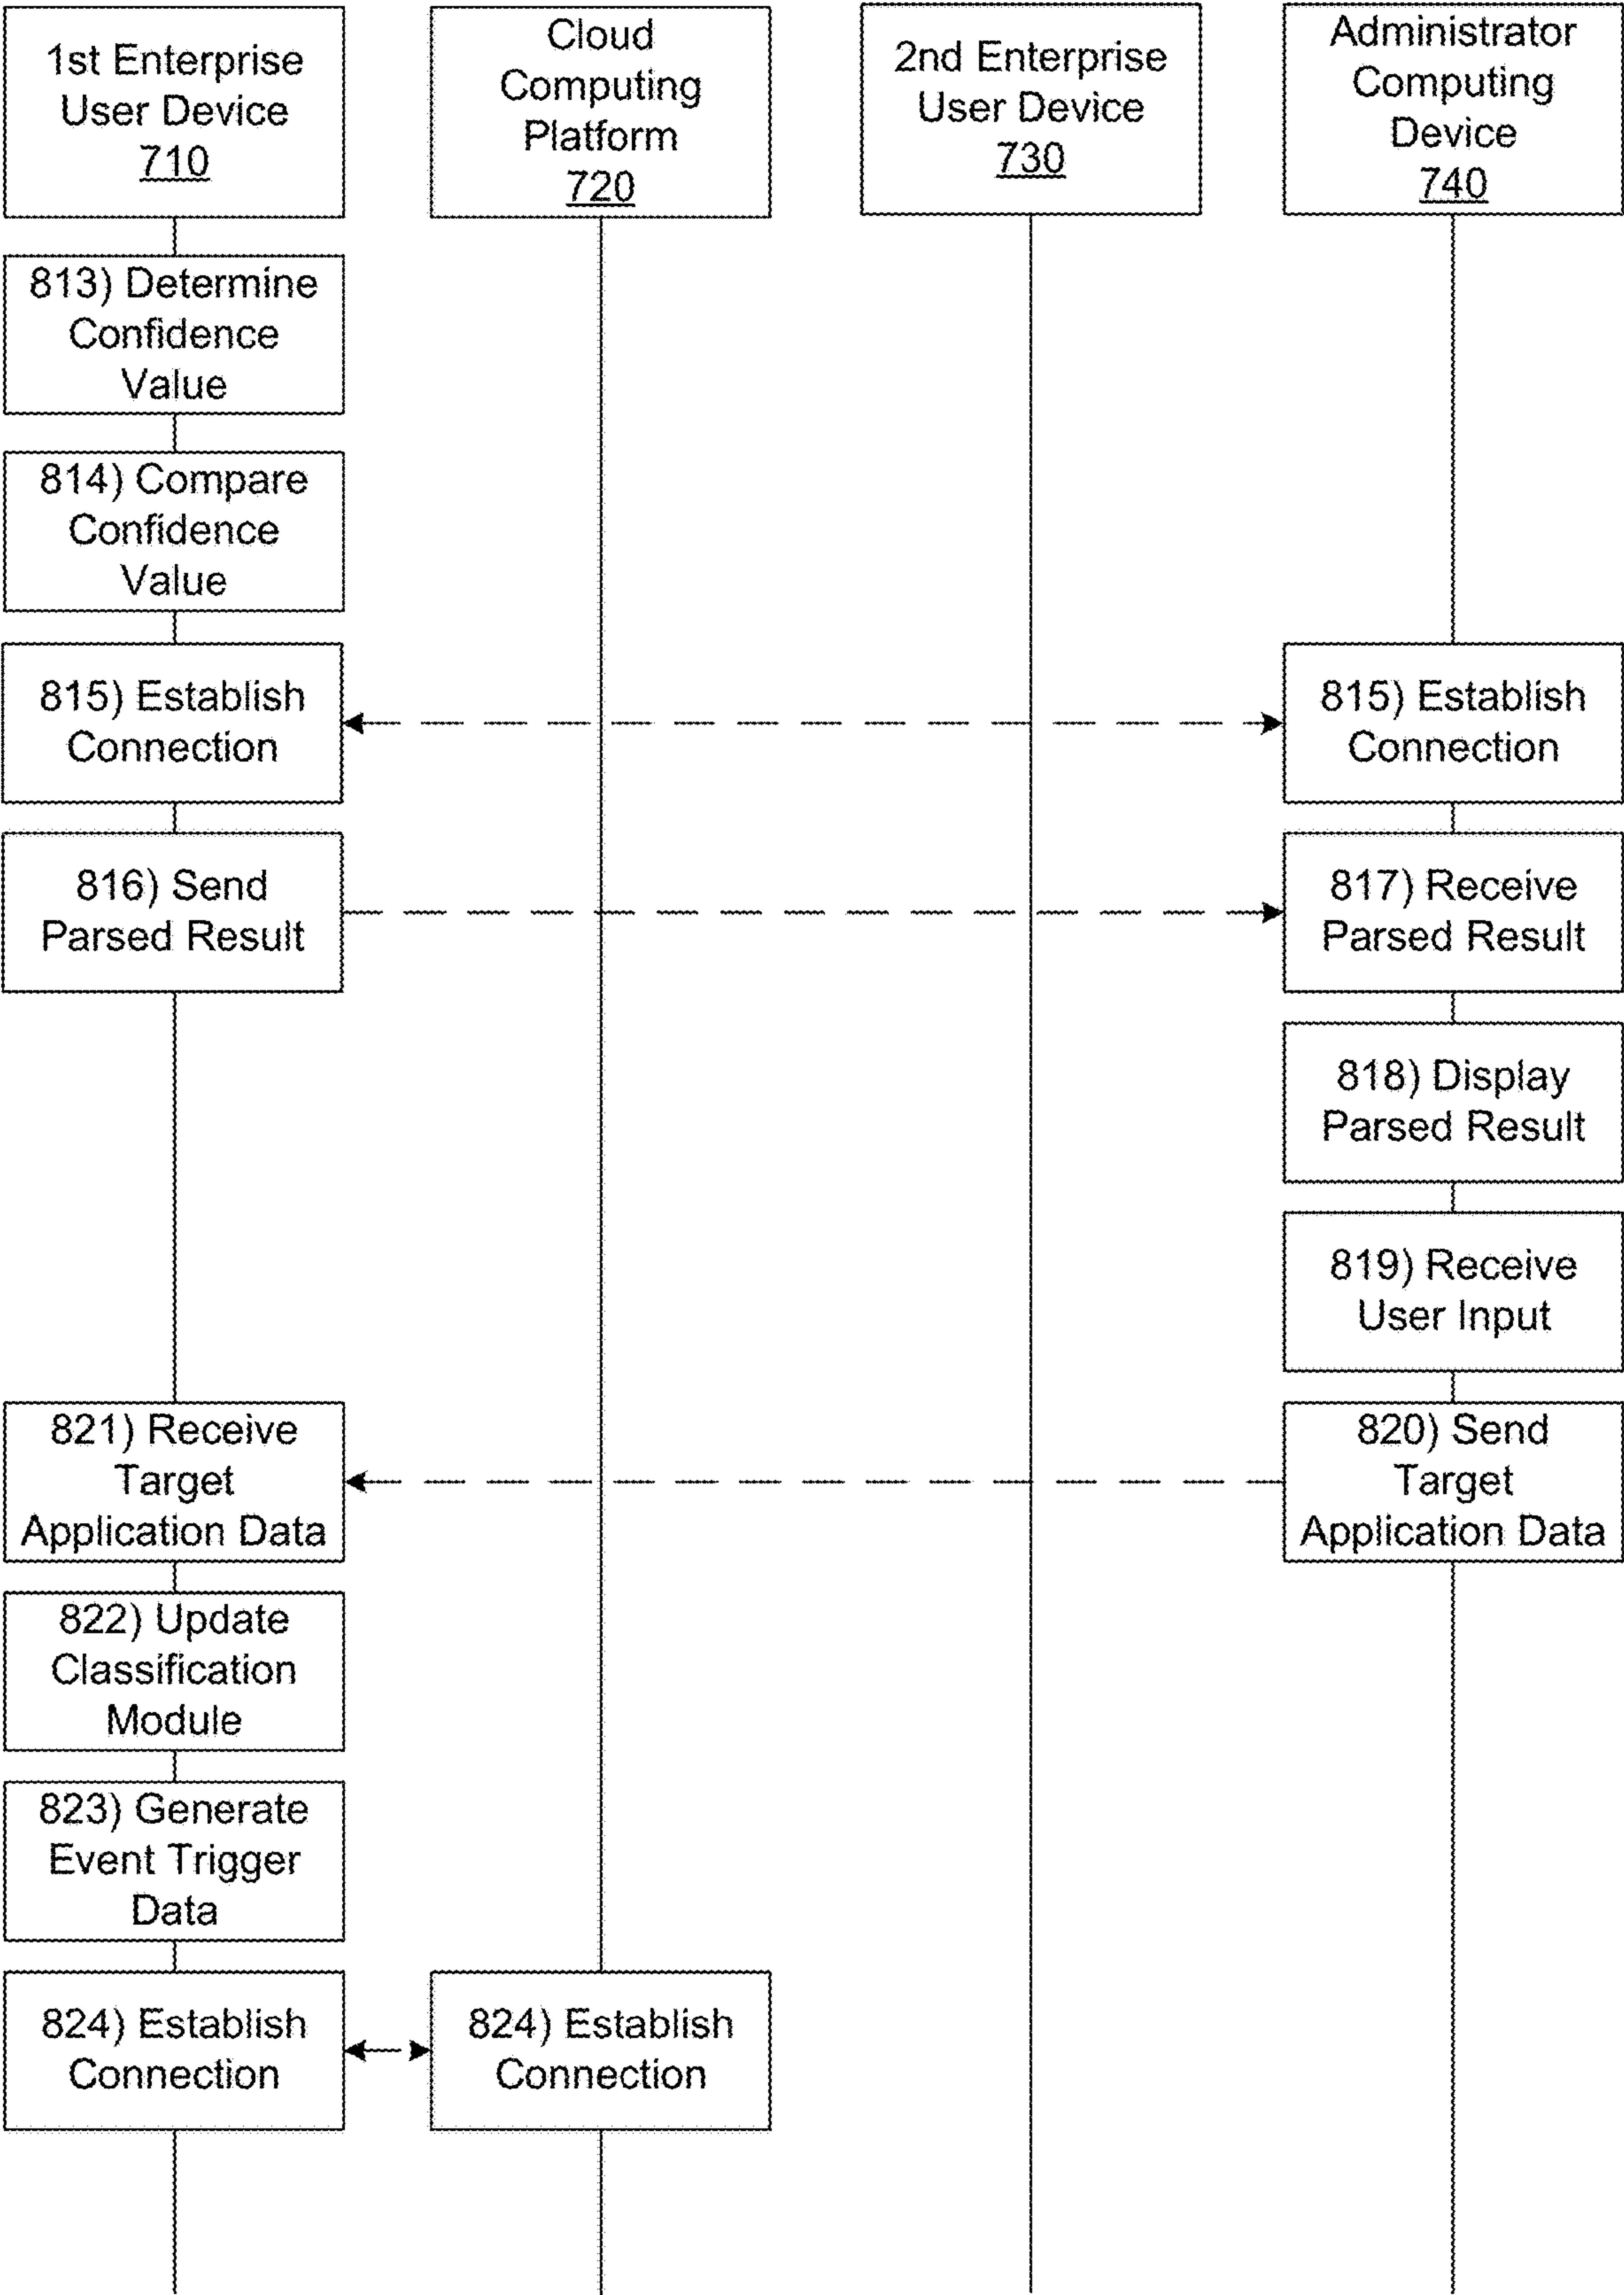 1st Enterprise
User Device
710
Cloud
Computing
Platform
720
2nd Enterprise
User Device
730
Administrator
Computing
Device
740
813) Determine
Confidence
Value
814) Compare
Confidence
Value
815) Establish
Connection
815) Establish
Connection
816) Send
Parsed Result
817) Receive
Parsed Result
818) Display
Parsed Result
819) Receive
User Input
820) Send
Target
Application Data
821) Receive
Target
Application Data
822) Update
Classification
Module
823) Generate
Event Trigger
Data
824) Establish
Connection
824) Establish
Connection